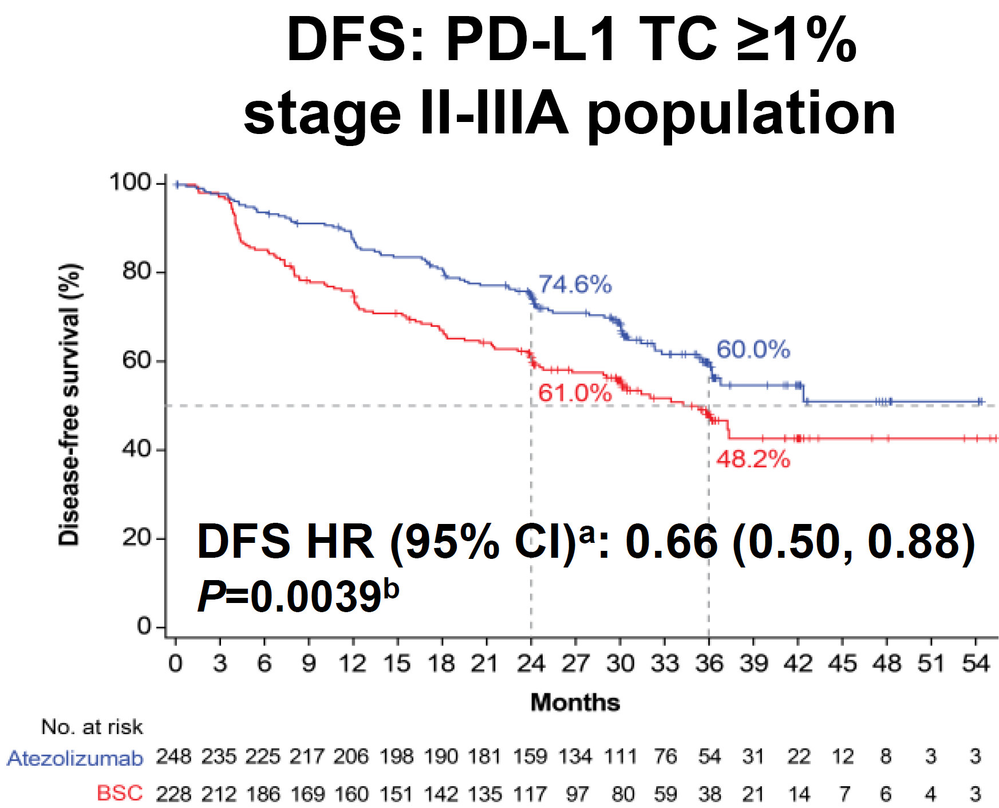 DFS: PD-L1 TC ≥1%
stage II-IIIA population
Disease-free survival (%)
100
80
60
40
20
0
74.6%
61.0%
60.0%
48.2%
DFS HR (95% CI)ᵃ: 0.66 (0.50, 0.88)
P=0.0039ᵇ
0 3 6 9 12 15 18 21 24 27 30 33 36 39 42 45 48 51 54
Months
No. at risk
Atezolizumab 248 235 225 217 206 198 190 181 159 134 111 76 54 31 22 12 8 3 3
BSC 228 212 186 169 160 151 142 135 117 97 80 59 38 21 14 7 6 4 3